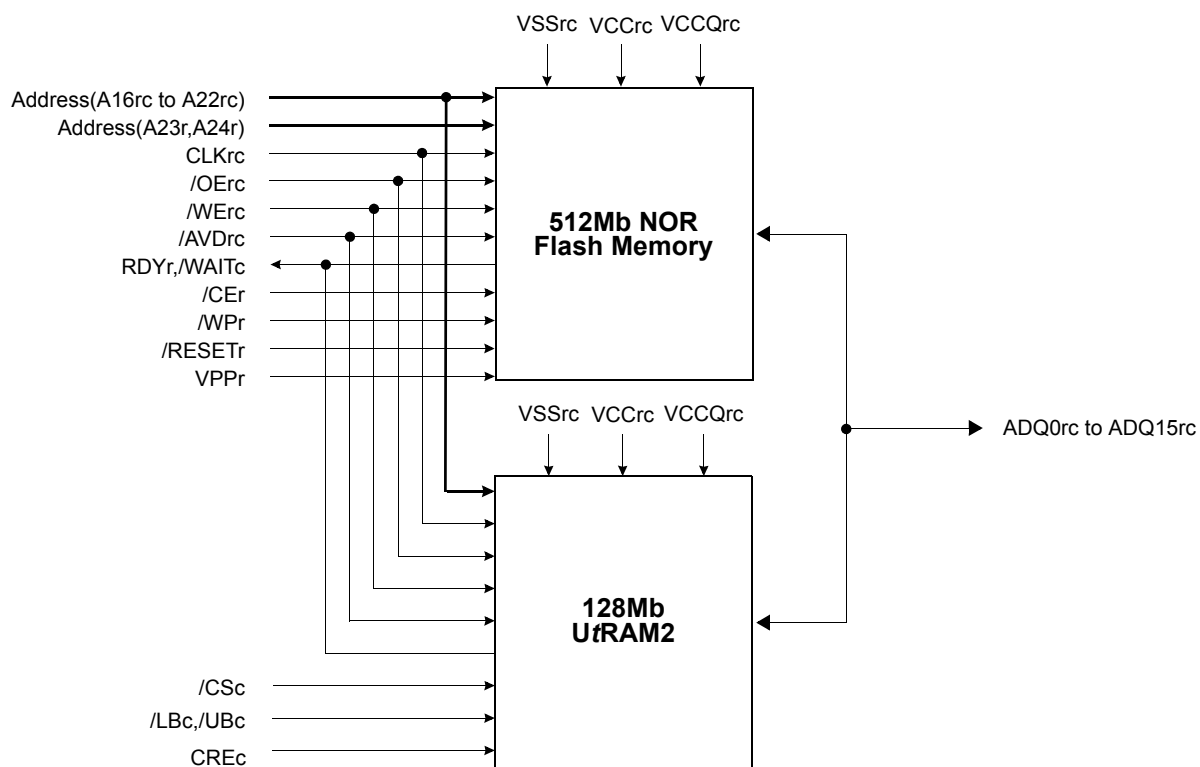 VSSrc VCCrc VCCQrc
Address(A16rc to A22rc)
Address(A23r,A24r)
CLKrc
/OErc
/WErc
/AVDrc
RDYr,/WAITc
/CEr
/WPr
/RESETr
VPPr
512Mb NOR
Flash Memory
VSSrc VCCrc VCCQrc
ADQ0rc to ADQ15rc
128Mb
UtRAM2
/CSc
/LBc,/UBc
CREc